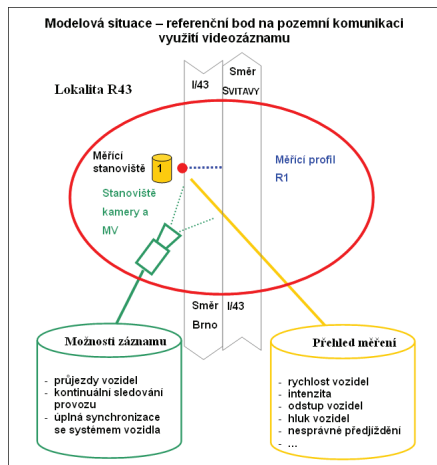 Modelová situace – referenční bod na pozemní komunikaci
využití videozáznamu
Lokalita R43
I/43
Směr
SVITAVY
Měřící
stanoviště
1
Měřící profil
R1
Stanoviště
kamery a
MV
Směr
Brno
I/43
Možnosti záznamu
- průjezdy vozidel
- kontinuální sledování
provozu
- úplná synchronizace
se systémem vozidla
Přehled měření
- rychlost vozidel
- intenzita
- odstup vozidel
- hluk vozidel
- nesprávné předjíždění
- ...